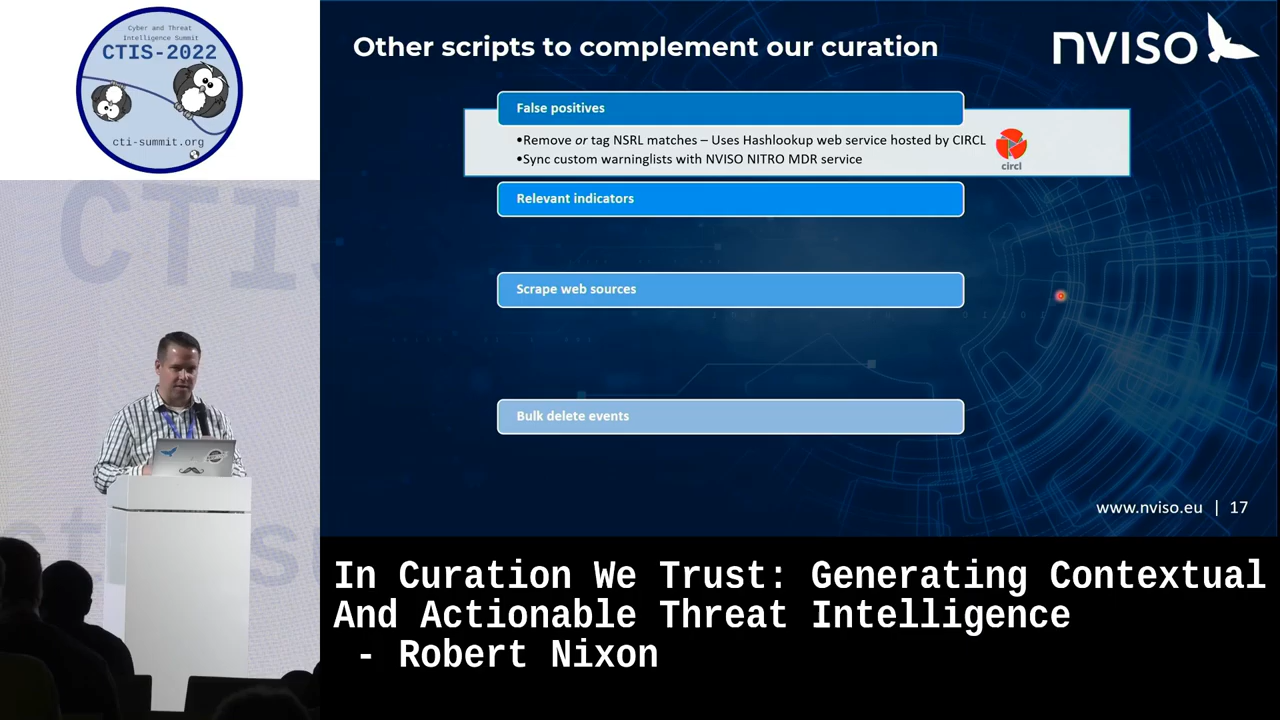 Cyber and Threat
Intelligence Summit
CTIS-2022
cti-summit.org
Other scripts to complement our curation
nviso
False positives
•Remove or tag NSRL matches – Uses Hashlookup web service hosted by CIRCL
•Sync custom warninglists with NVISO NITRO MDR service
circl
Relevant indicators
Scrape web sources
Bulk delete events
www.nviso.eu | 17
CTIS
In Curation We Trust: Generating Contextual
And Actionable Threat Intelligence
- Robert Nixon